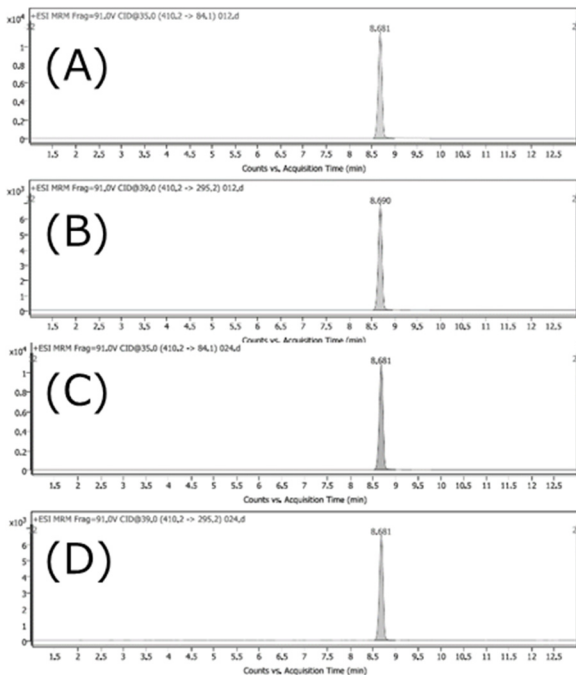 +ESI MRM Frag=91.0V CID@35.0 (410.2 -> 84.1) 012.d
x10⁴
2 2
8.681
(A)
1
0.8
0.6
0.4
0.2
0
1.5 2 2.5 3 3.5 4 4.5 5 5.5 6 6.5 7 7.5 8 8.5 9 9.5 10 10.5 11 11.5 12 12.5
Counts vs. Acquisition Time (min)
+ESI MRM Frag=91.0V CID@39.0 (410.2 -> 295.2) 012.d
x10³
2 2
8.690
(B)
6
5
4
3
2
1
0
1.5 2 2.5 3 3.5 4 4.5 5 5.5 6 6.5 7 7.5 8 8.5 9 9.5 10 10.5 11 11.5 12 12.5
Counts vs. Acquisition Time (min)
+ESI MRM Frag=91.0V CID@35.0 (410.2 -> 84.1) 024.d
x10⁴
2 2
8.681
(C)
1
0.8
0.6
0.4
0.2
0
1.5 2 2.5 3 3.5 4 4.5 5 5.5 6 6.5 7 7.5 8 8.5 9 9.5 10 10.5 11 11.5 12 12.5
Counts vs. Acquisition Time (min)
+ESI MRM Frag=91.0V CID@39.0 (410.2 -> 295.2) 024.d
x10³
2 2
8.681
(D)
6
5
4
3
2
1
0
1.5 2 2.5 3 3.5 4 4.5 5 5.5 6 6.5 7 7.5 8 8.5 9 9.5 10 10.5 11 11.5 12 12.5
Counts vs. Acquisition Time (min)